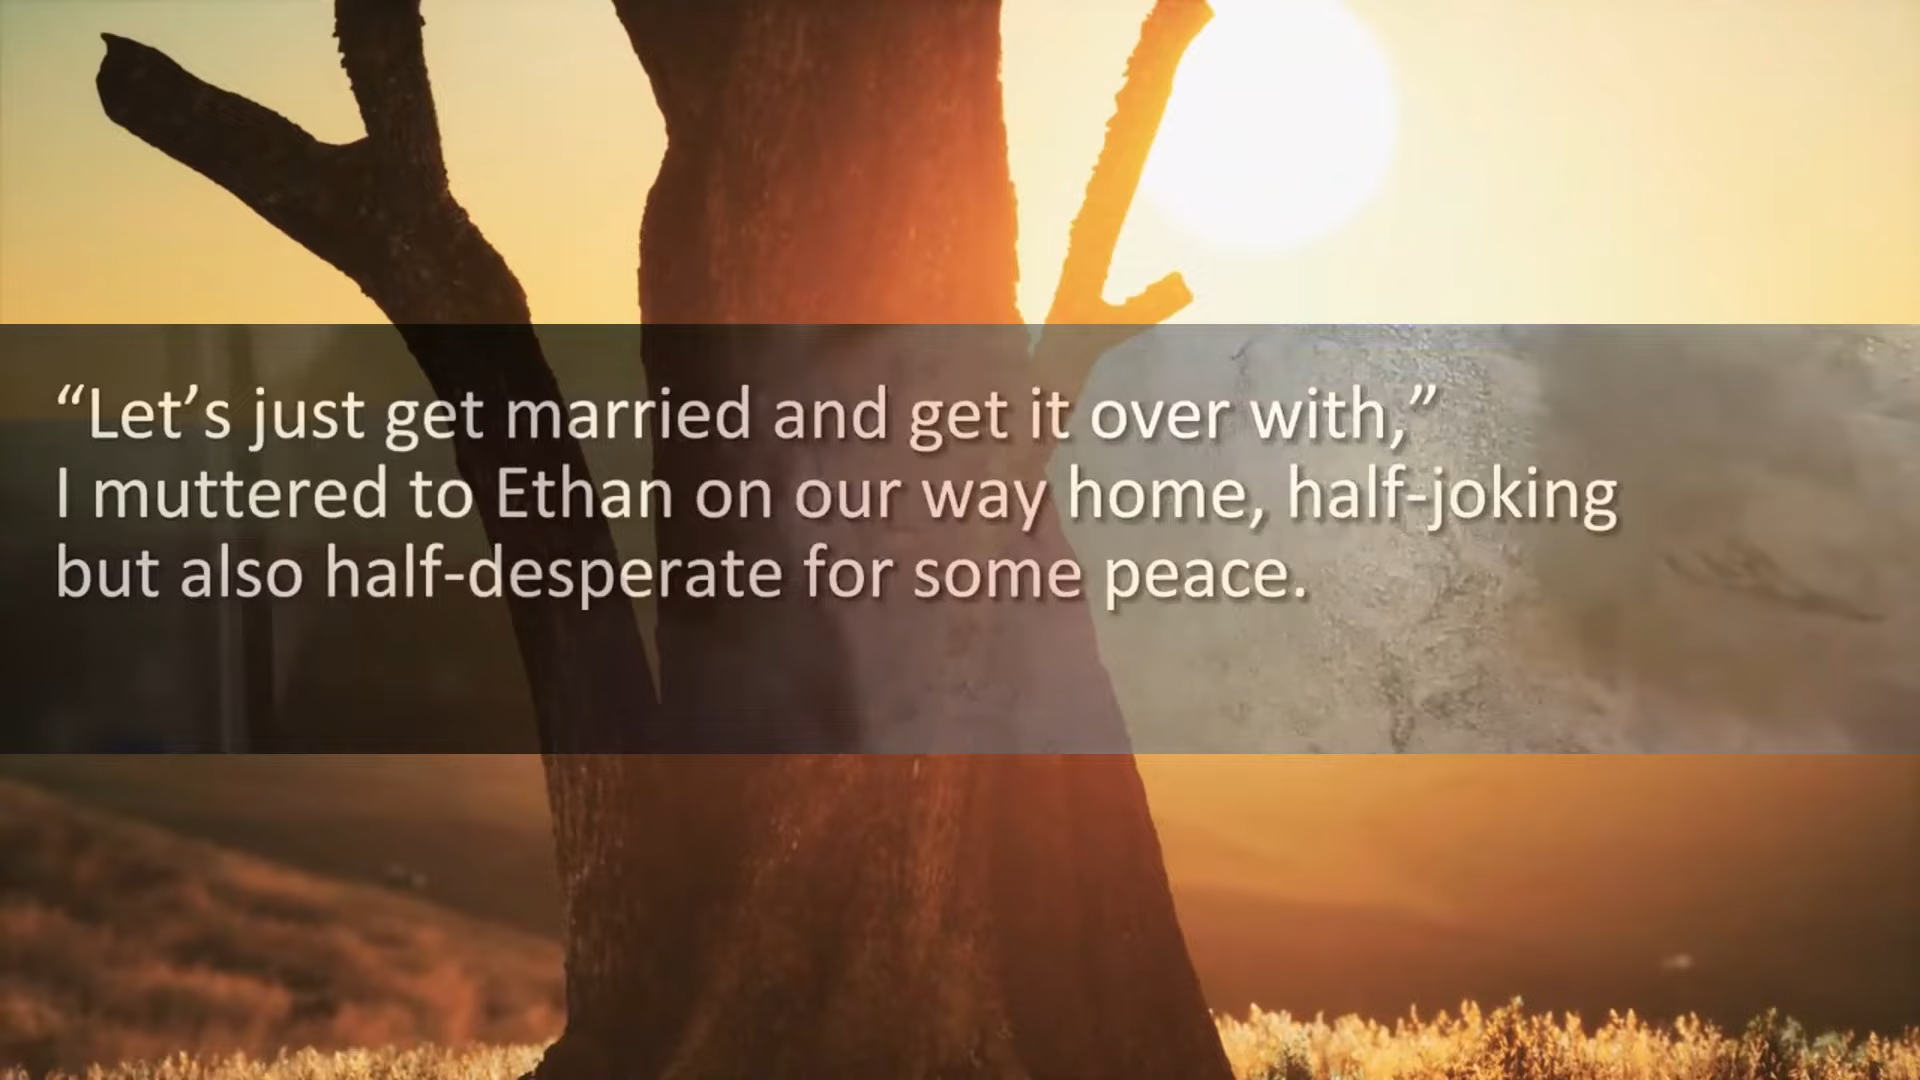 “Let’s just get married and get it over with,”
I muttered to Ethan on our way home, half-joking
but also half-desperate for some peace.